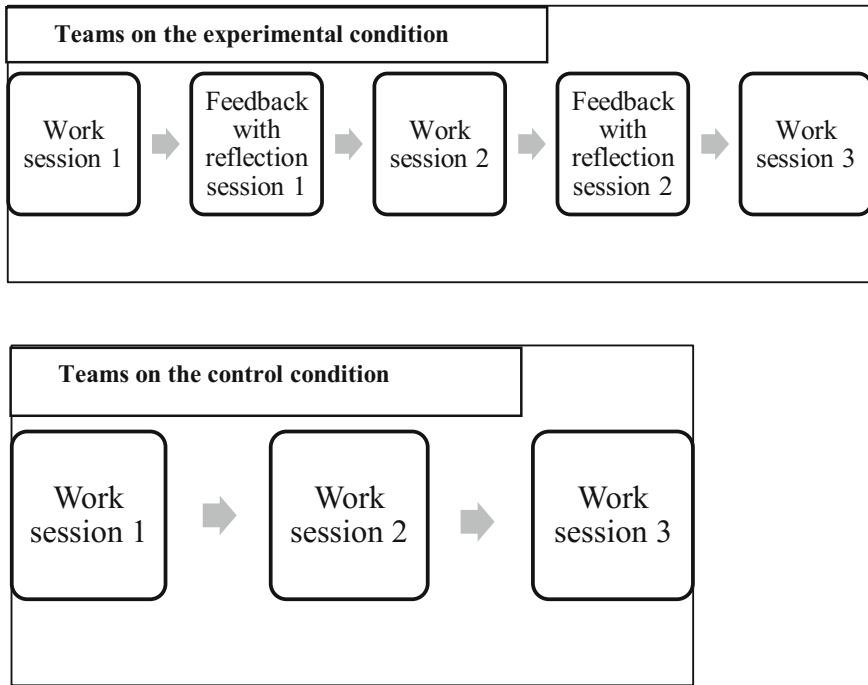 Teams on the experimental condition
Work
session 1
Feedback
with
reflection
session 1
Work
session 2
Feedback
with
reflection
session 2
Work
session 3
Teams on the control condition
Work
session 1
Work
session 2
Work
session 3